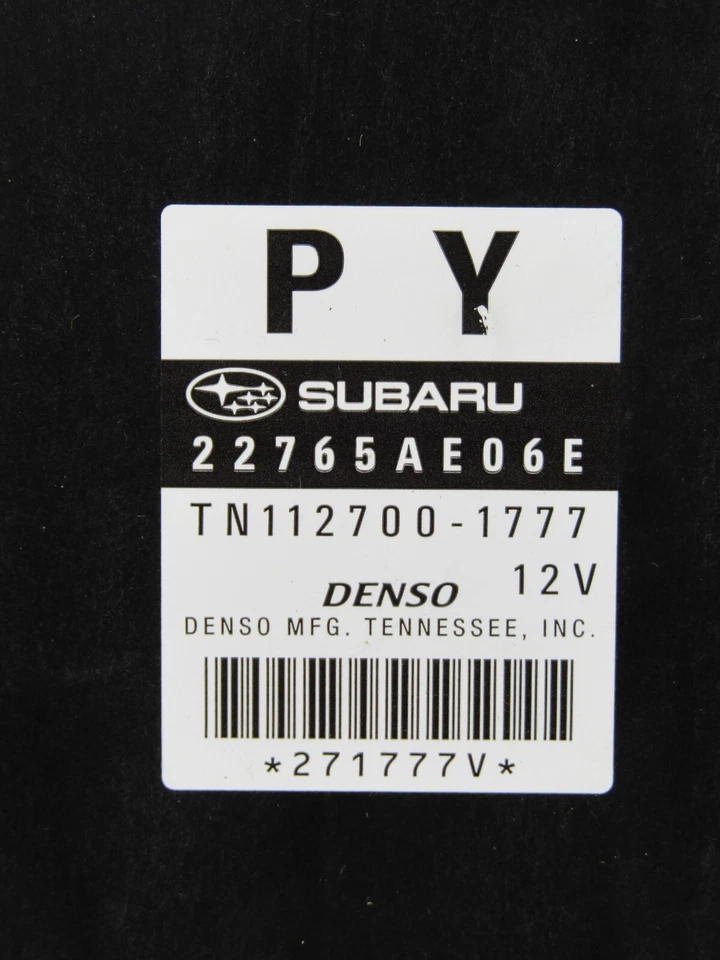 P Y
SUBARU
22765AE06E
TN112700-1777
12V
DENSO
DENSO MFG. TENNESSEE, INC.
*271777V*